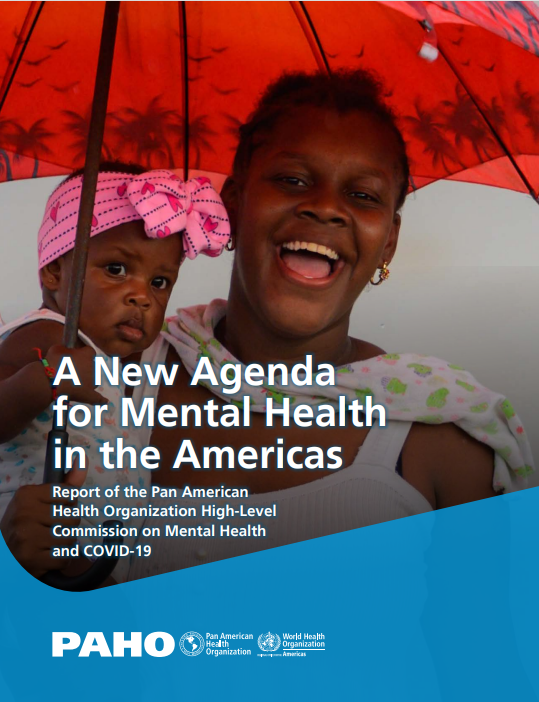 A New Agenda
for Mental Health
in the Americas
Report of the Pan American
Health Organization High-Level
Commission on Mental Health
and COVID-19
PAHO
Pan American
Health
Organization
World Health
Organization
Americas